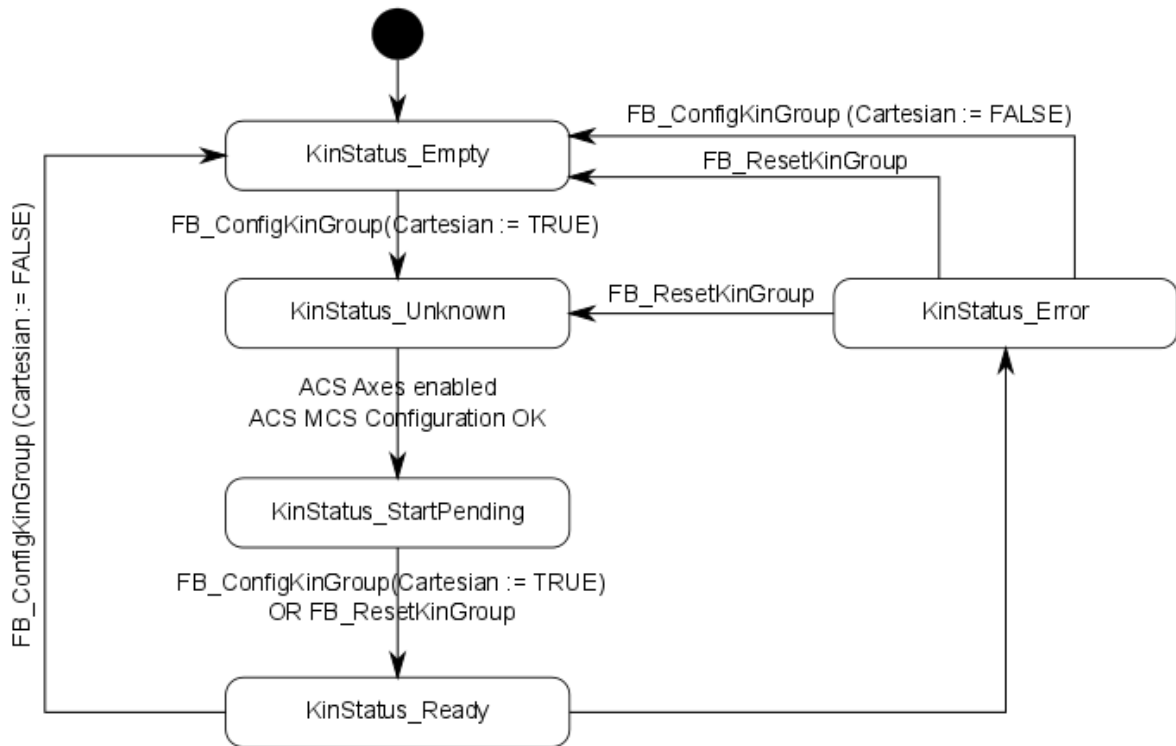 FB_ConfigKinGroup (Cartesian := FALSE)
KinStatus_Empty
FB_ResetKinGroup
FB_ConfigKinGroup(Cartesian := TRUE)
FB_ResetKinGroup
KinStatus_Unknown
KinStatus_Error
ACS Axes enabled
ACS MCS Configuration OK
FB_ConfigKinGroup (Cartesian := FALSE)
KinStatus_StartPending
FB_ConfigKinGroup(Cartesian := TRUE)
OR FB_ResetKinGroup
KinStatus_Ready